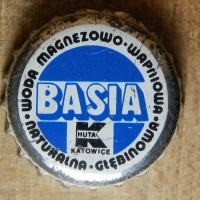 WODA MAGNEZOWO-WAPNIOWA
BASIA
K
HUTA
KATOWICE
NATURALNA-GŁĘBINOWA